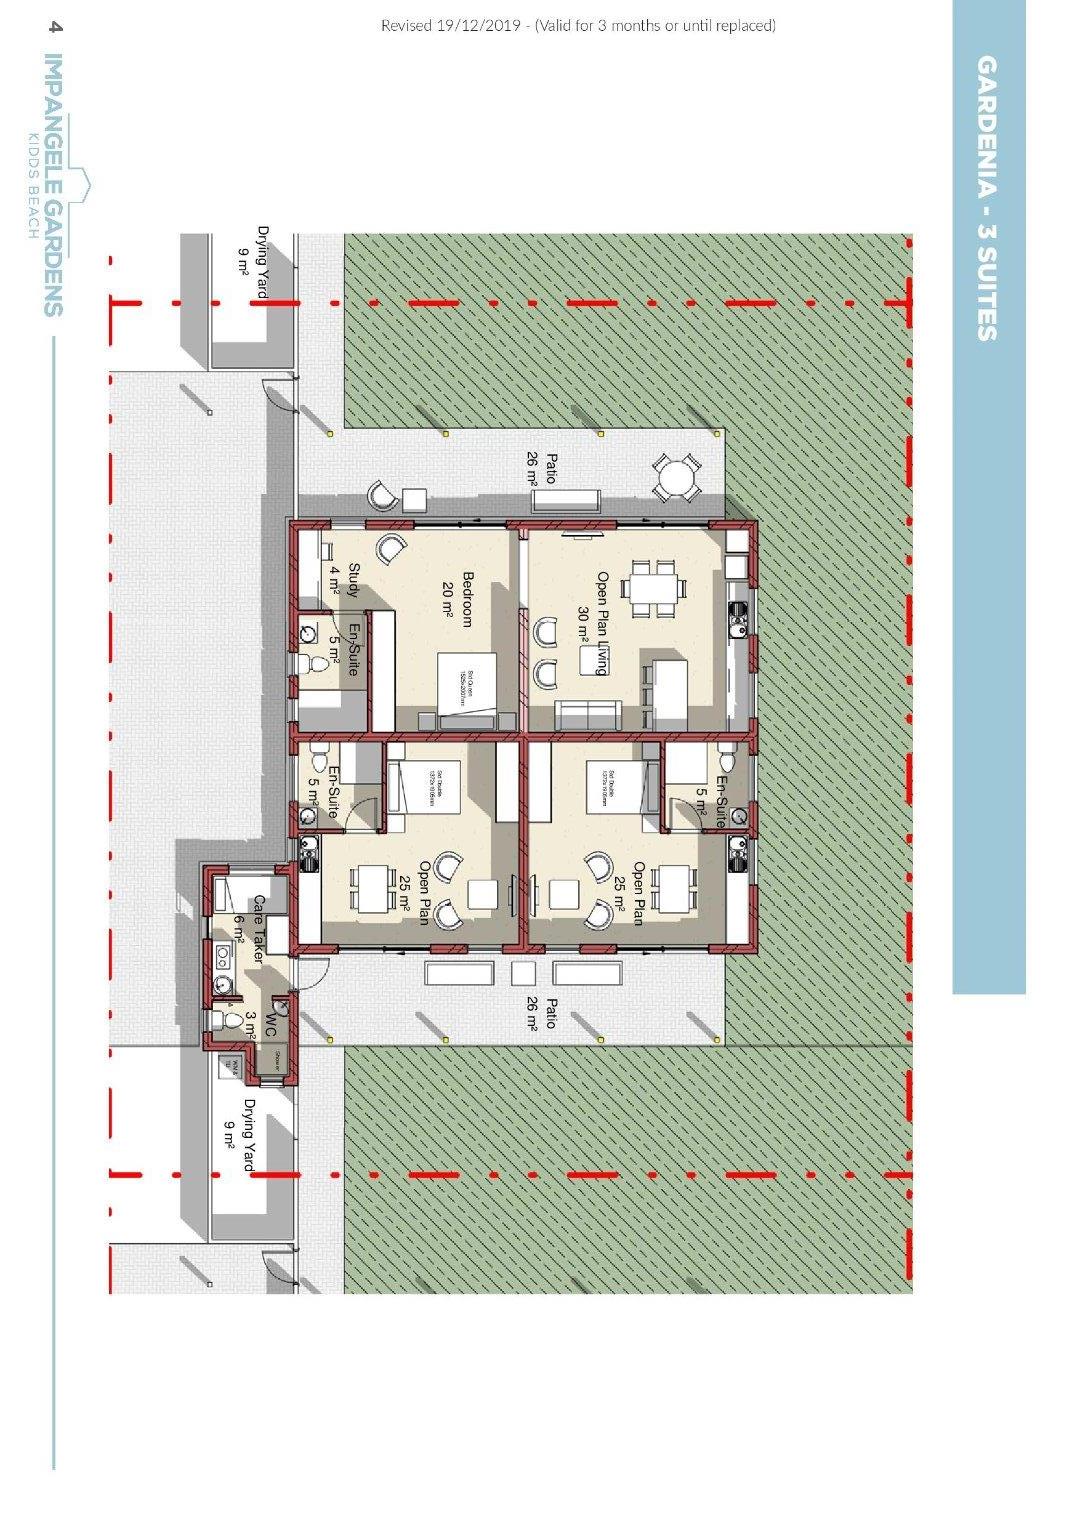 Revised 19/12/2019 - (Valid for 3 months or until replaced)
GARDENIA - 3 SUITES
4
IMPANGELE GARDENS
KIDDS BEACH
Drying Yard
9 m²
Patio
26 m²
Study
4 m²
En-Suite
5 m²
Bedroom
20 m²
Open Plan Living
30 m²
En-Suite
5 m²
Open Plan
25 m²
Open Plan
25 m²
En-Suite
5 m²
Care Taker
6 m²
WC
3 m²
Shower
Patio
26 m²
Drying Yard
9 m²